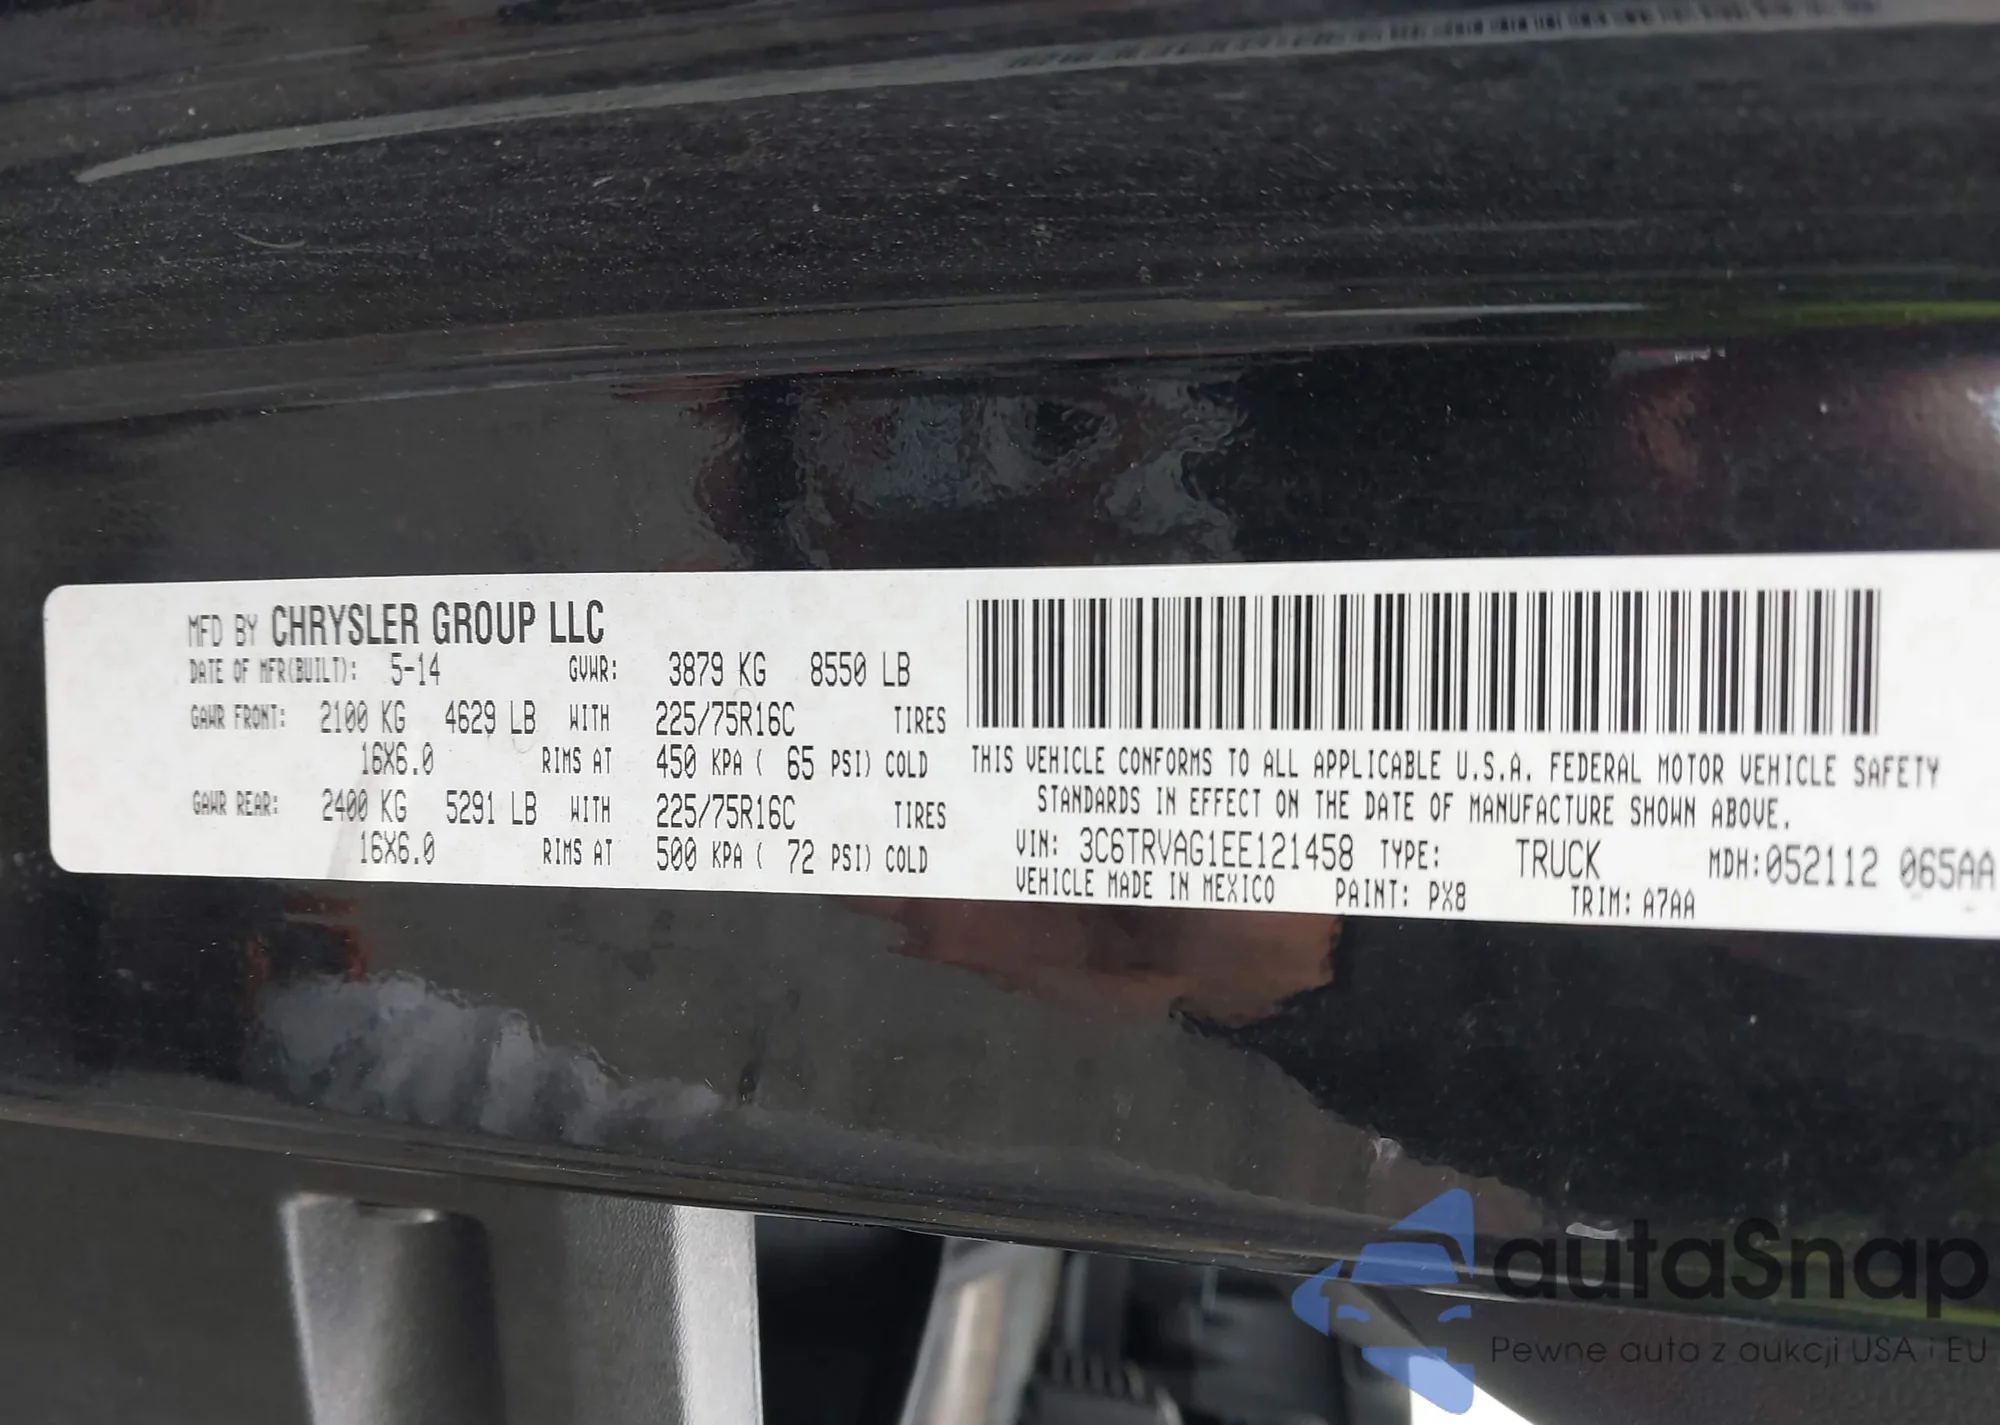 MFD BY CHRYSLER GROUP LLC
DATE OF MFR(BUILT): 5-14 GVWR: 3879 KG 8550 LB
GAWR FRONT: 2100 KG 4629 LB WITH 225/75R16C TIRES
16X6.0 RIMS AT 450 KPA ( 65 PSI) COLD
GAWR REAR: 2400 KG 5291 LB WITH 225/75R16C TIRES
16X6.0 RIMS AT 500 KPA ( 72 PSI) COLD
THIS VEHICLE CONFORMS TO ALL APPLICABLE U.S.A. FEDERAL MOTOR VEHICLE SAFETY
STANDARDS IN EFFECT ON THE DATE OF MANUFACTURE SHOWN ABOVE.
VIN: 3C6TRVAG1EE121458 TYPE: TRUCK MDH:052112 065AA
VEHICLE MADE IN MEXICO PAINT: PX8 TRIM: A7AA
autaSnap
Pewne auta z aukcji USA i EU